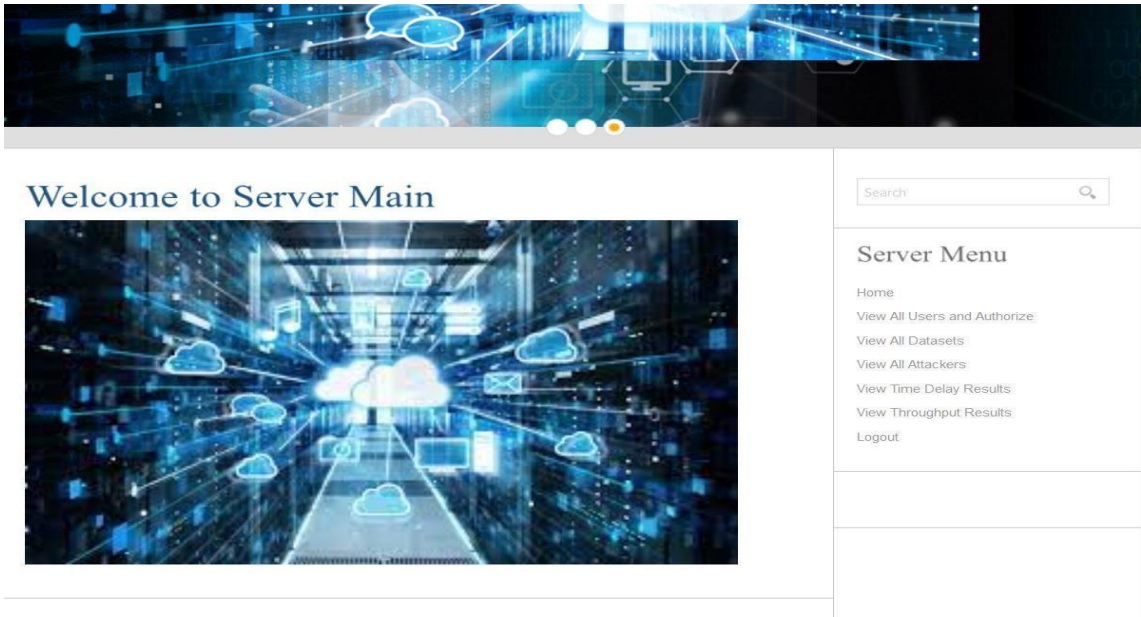 Welcome to Server Main
Search
Server Menu
Home
View All Users and Authorize
View All Datasets
View All Attackers
View Time Delay Results
View Throughput Results
Logout